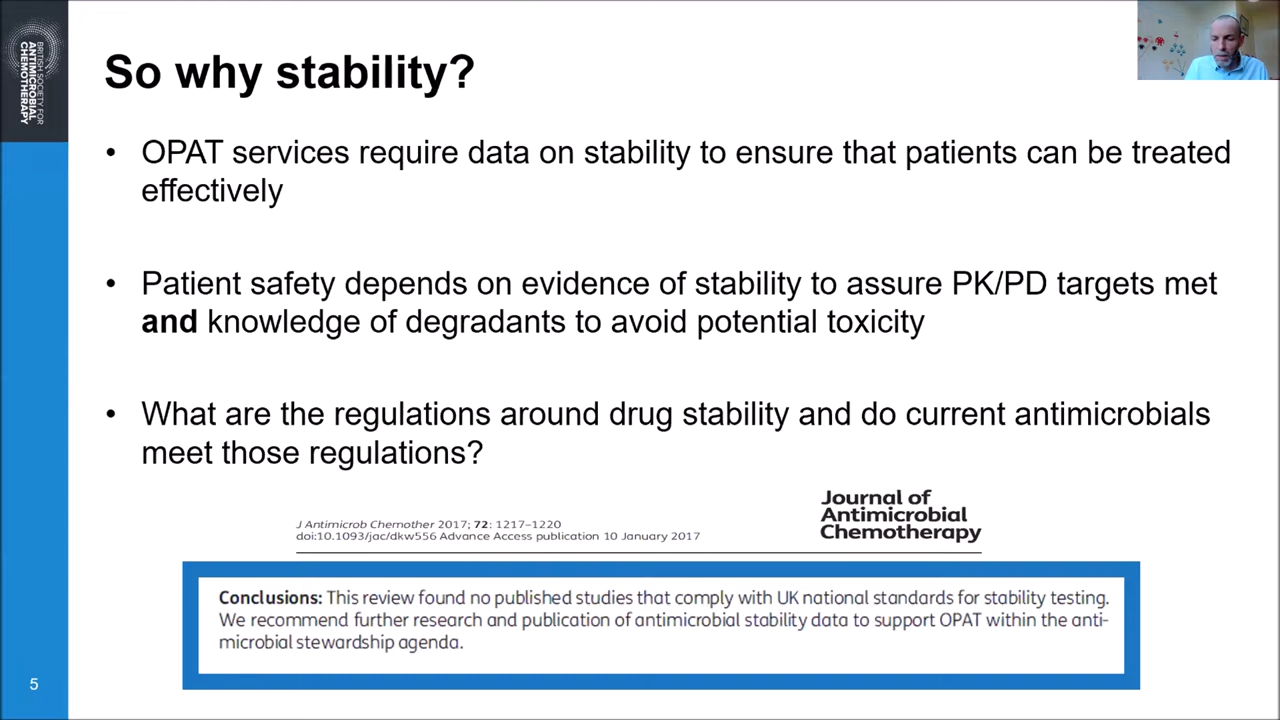 BRITISH SOCIETY FOR
ANTIMICROBIAL
CHEMOTHERAPY
So why stability?
• OPAT services require data on stability to ensure that patients can be treated
effectively
• Patient safety depends on evidence of stability to assure PK/PD targets met
and knowledge of degradants to avoid potential toxicity
• What are the regulations around drug stability and do current antimicrobials
meet those regulations?
J Antimicrob Chemother 2017; 72: 1217–1220
doi:10.1093/jac/dkw556 Advance Access publication 10 January 2017
Journal of
Antimicrobial
Chemotherapy
Conclusions: This review found no published studies that comply with UK national standards for stability testing.
We recommend further research and publication of antimicrobial stability data to support OPAT within the anti-
microbial stewardship agenda.
5